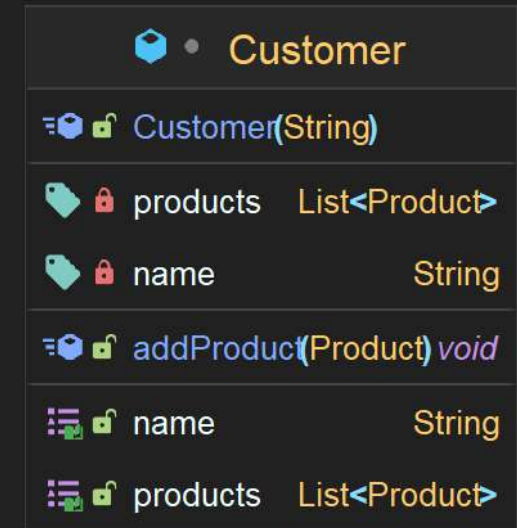 Customer
Customer(String)
products List<Product>
name String
addProduct(Product) void
name String
products List<Product>